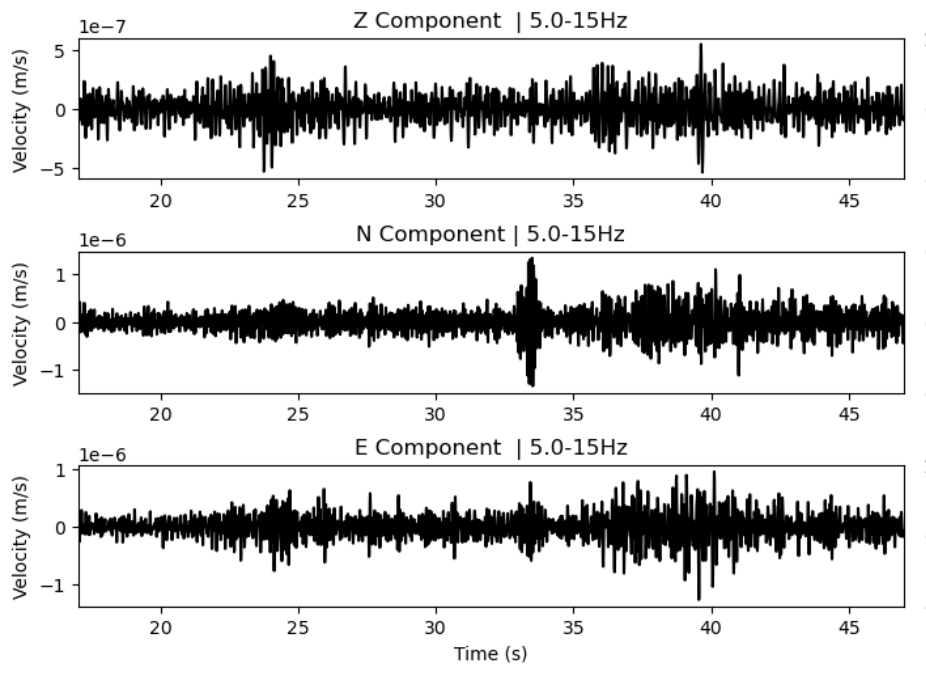 Z Component | 5.0-15Hz
1e−7
Velocity (m/s)
5
0
−5
20 25 30 35 40 45
N Component | 5.0-15Hz
1e−6
Velocity (m/s)
1
0
−1
20 25 30 35 40 45
E Component | 5.0-15Hz
1e−6
Velocity (m/s)
1
0
−1
20 25 30 35 40 45
Time (s)